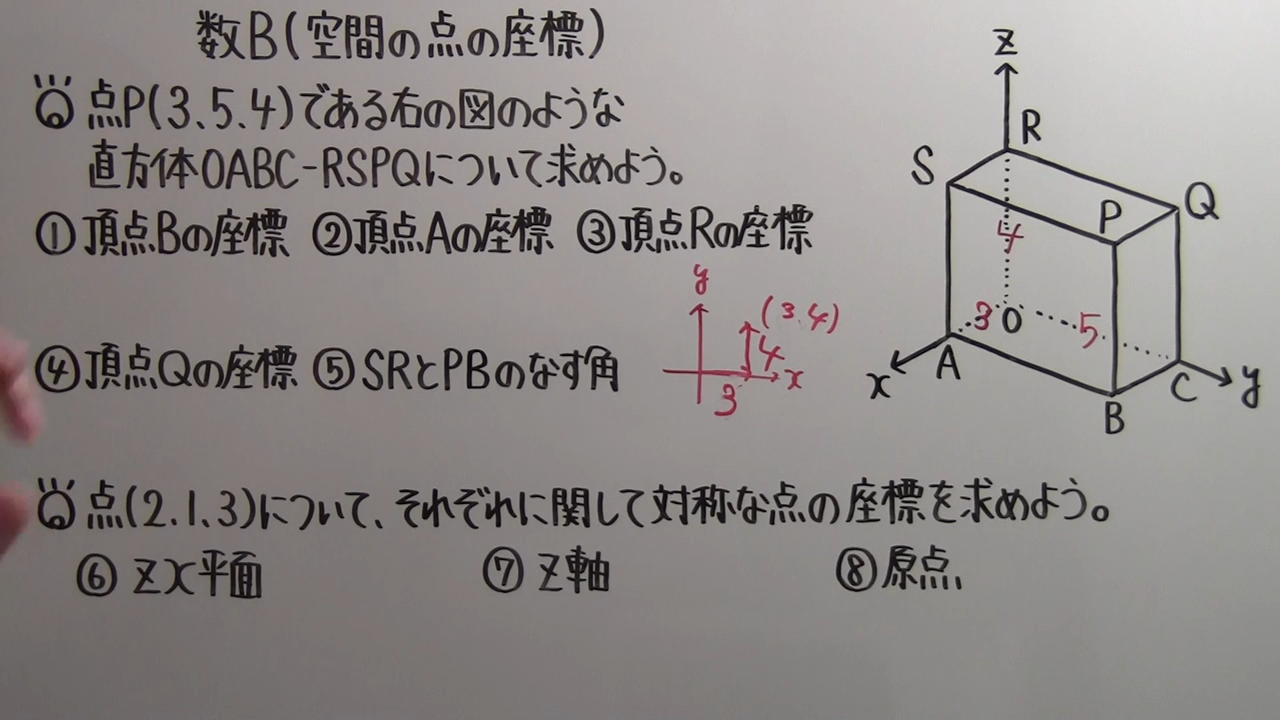 数B(空間の点の座標)
点P(3.5.4)である右の図のような
直方体OABC-RSPQについて求めよう。
① 頂点Bの座標 ② 頂点Aの座標 ③ 頂点Rの座標
④ 頂点Qの座標 ⑤ SRとPBのなす角
y
(3.4)
4
x
3
z
R
S
Q
P
4
3
O
5
A
x
C
y
B
点(2.1.3)について、それぞれに関して対称な点の座標を求めよう。
⑥ zx平面 ⑦ z軸 ⑧ 原点